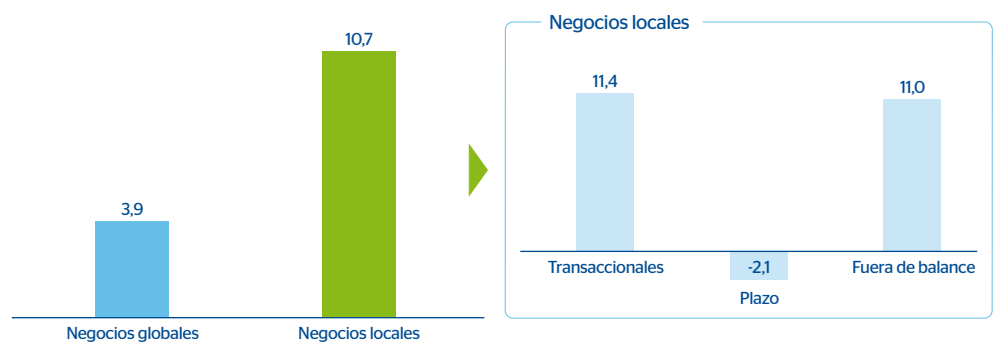 10,7
3,9
Negocios globales
Negocios locales
Negocios locales
11,4
11,0
Transaccionales
-2,1
Fuera de balance
Plazo